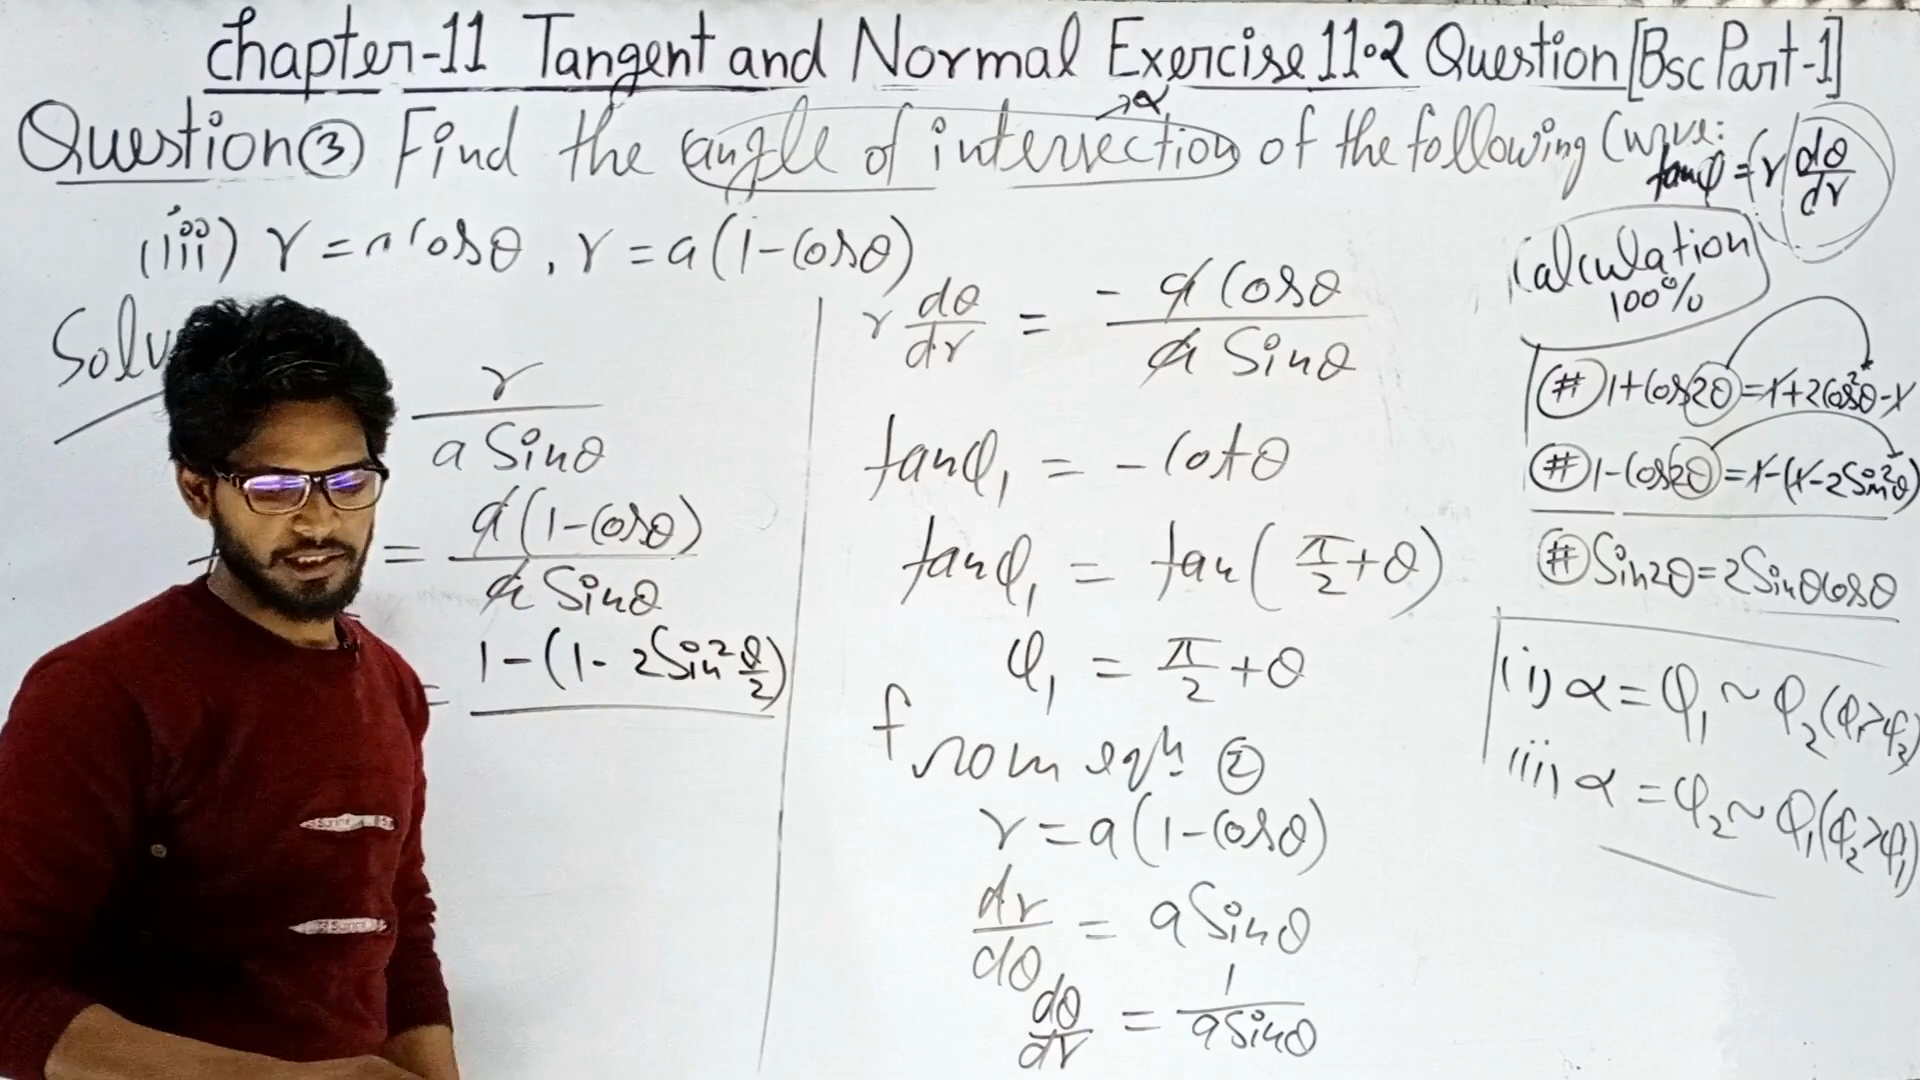 Chapter-11 Tangent and Normal Exercise 11.2 Question [Bsc Part-1]
Question ③ Find the angle of intersection of the following Curve:
→α
tanφ = r dθ/dr
(iii) r = a Cosθ, r = a(1-Cosθ)
Calculation
100%
Solu
r/(a Sinθ)
= a(1-Cosθ)/(a Sinθ)
= 1-(1-2Sin²θ/2)
r dθ/dr = - a Cosθ/(a Sinθ)
tanφ₁ = - Cotθ
tanφ₁ = tan(π/2+θ)
φ₁ = π/2+θ
from eqn. ②
r = a(1-Cosθ)
dr/dθ = a Sinθ
dθ/dr = 1/(a Sinθ)
(#) 1+Cos2θ = 1+2Cos²θ-1
(#) 1-Cos2θ = 1-(1-2Sin²θ)
(#) Sin2θ = 2SinθCosθ
(i) α = φ₁ ~ φ₂ (φ₁>φ₂)
(ii) α = φ₂ ~ φ₁ (φ₂>φ₁)